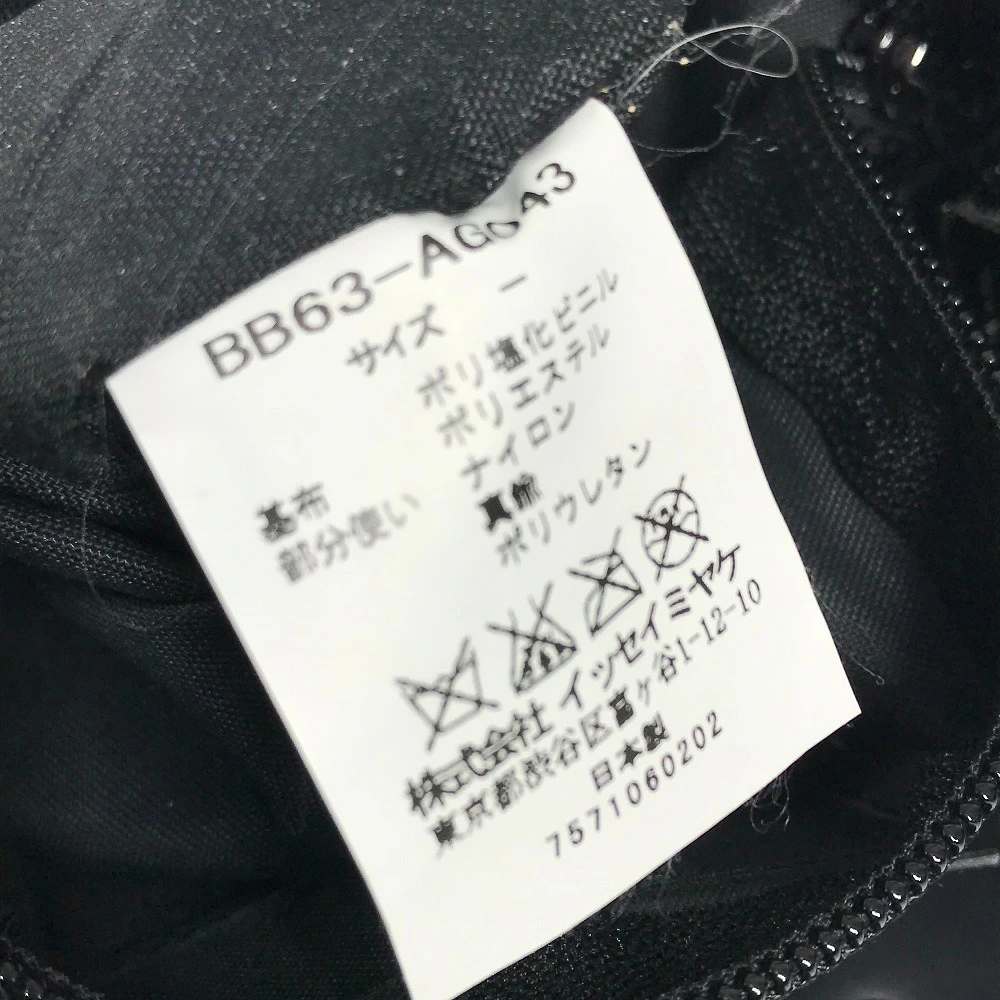 BB63-AG643
サイズ -
ポリ塩化ビニル
ポリエステル
ナイロン
基布 真鍮
部分使い ポリウレタン
株式会社 イッセイミヤケ
東京都渋谷区富ヶ谷1-12-10
日本製
7571060202